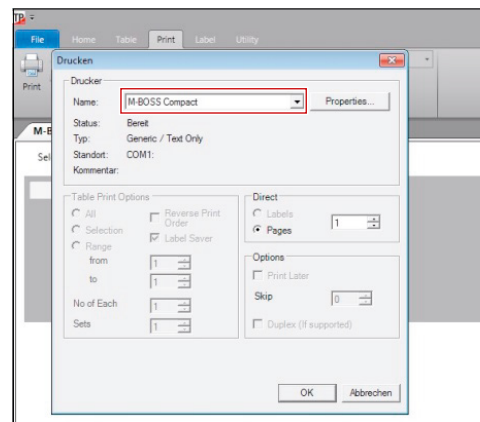 TP
File Home Table Print Label Utility
Print
Drucken
Drucker
Name: M-BOSS Compact Properties...
Status: Bereit
Typ: Generic / Text Only
Standort: COM1:
Kommentar:
M-B
Sel
Table Print Options
All
Selection
Range
Reverse Print
Order
Label Saver
from 1
to 1
No of Each 1
Sets 1
Direct
Labels
Pages
1
Options
Print Later
Skip 0
Duplex (If supported)
OK Abbrechen